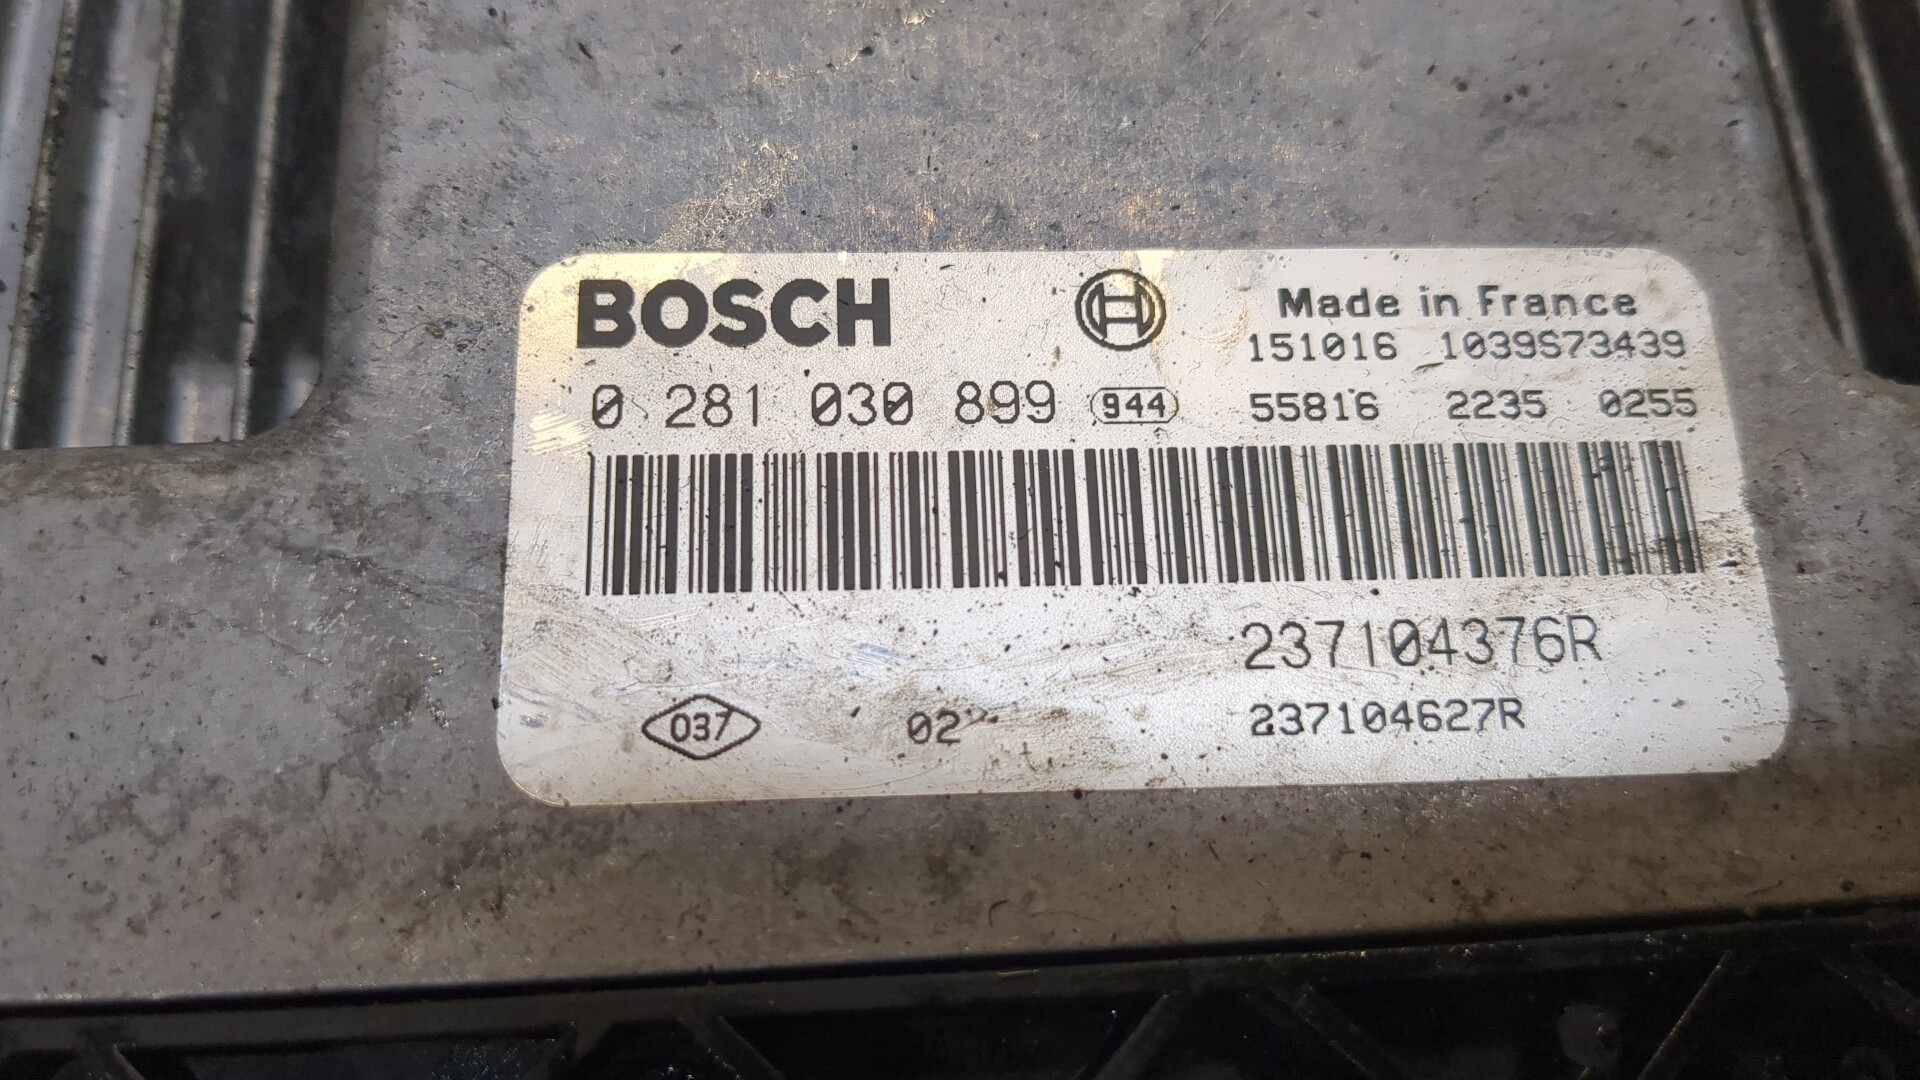 BOSCH Made in France
151016 1039S73439
0 281 030 899 944 55816 2235 0255
237104376R
037 02 237104627R